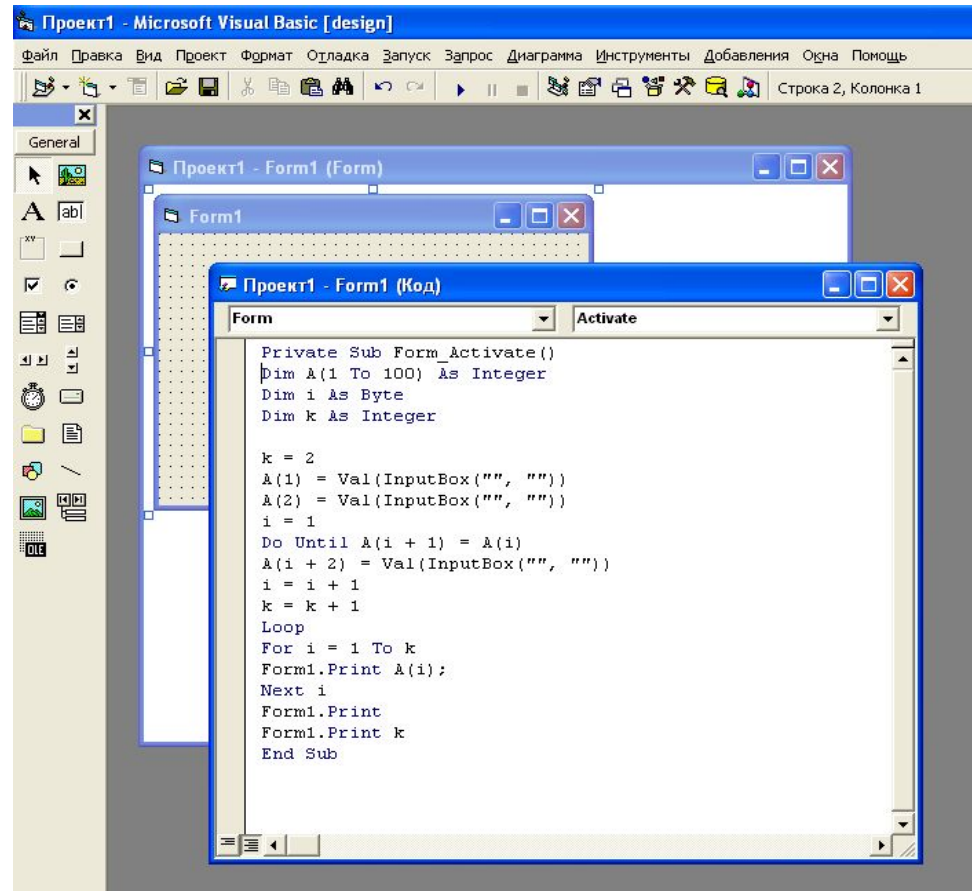 Проект1 - Microsoft Visual Basic [design]
Файл Правка Вид Проект Формат Отладка Запуск Запрос Диаграмма Инструменты Добавления Окна Помощь
Строка 2, Колонка 1
General
Проект1 - Form1 (Form)
A ab|
Form1
XY
Проект1 - Form1 (Код)
Form Activate
Private Sub Form_Activate()
Dim A(1 To 100) As Integer
Dim i As Byte
Dim k As Integer
k = 2
A(1) = Val(InputBox("", ""))
A(2) = Val(InputBox("", ""))
i = 1
Do Until A(i + 1) = A(i)
A(i + 2) = Val(InputBox("", ""))
i = i + 1
k = k + 1
Loop
For i = 1 To k
Form1.Print A(i);
Next i
Form1.Print
Form1.Print k
End Sub
OLE